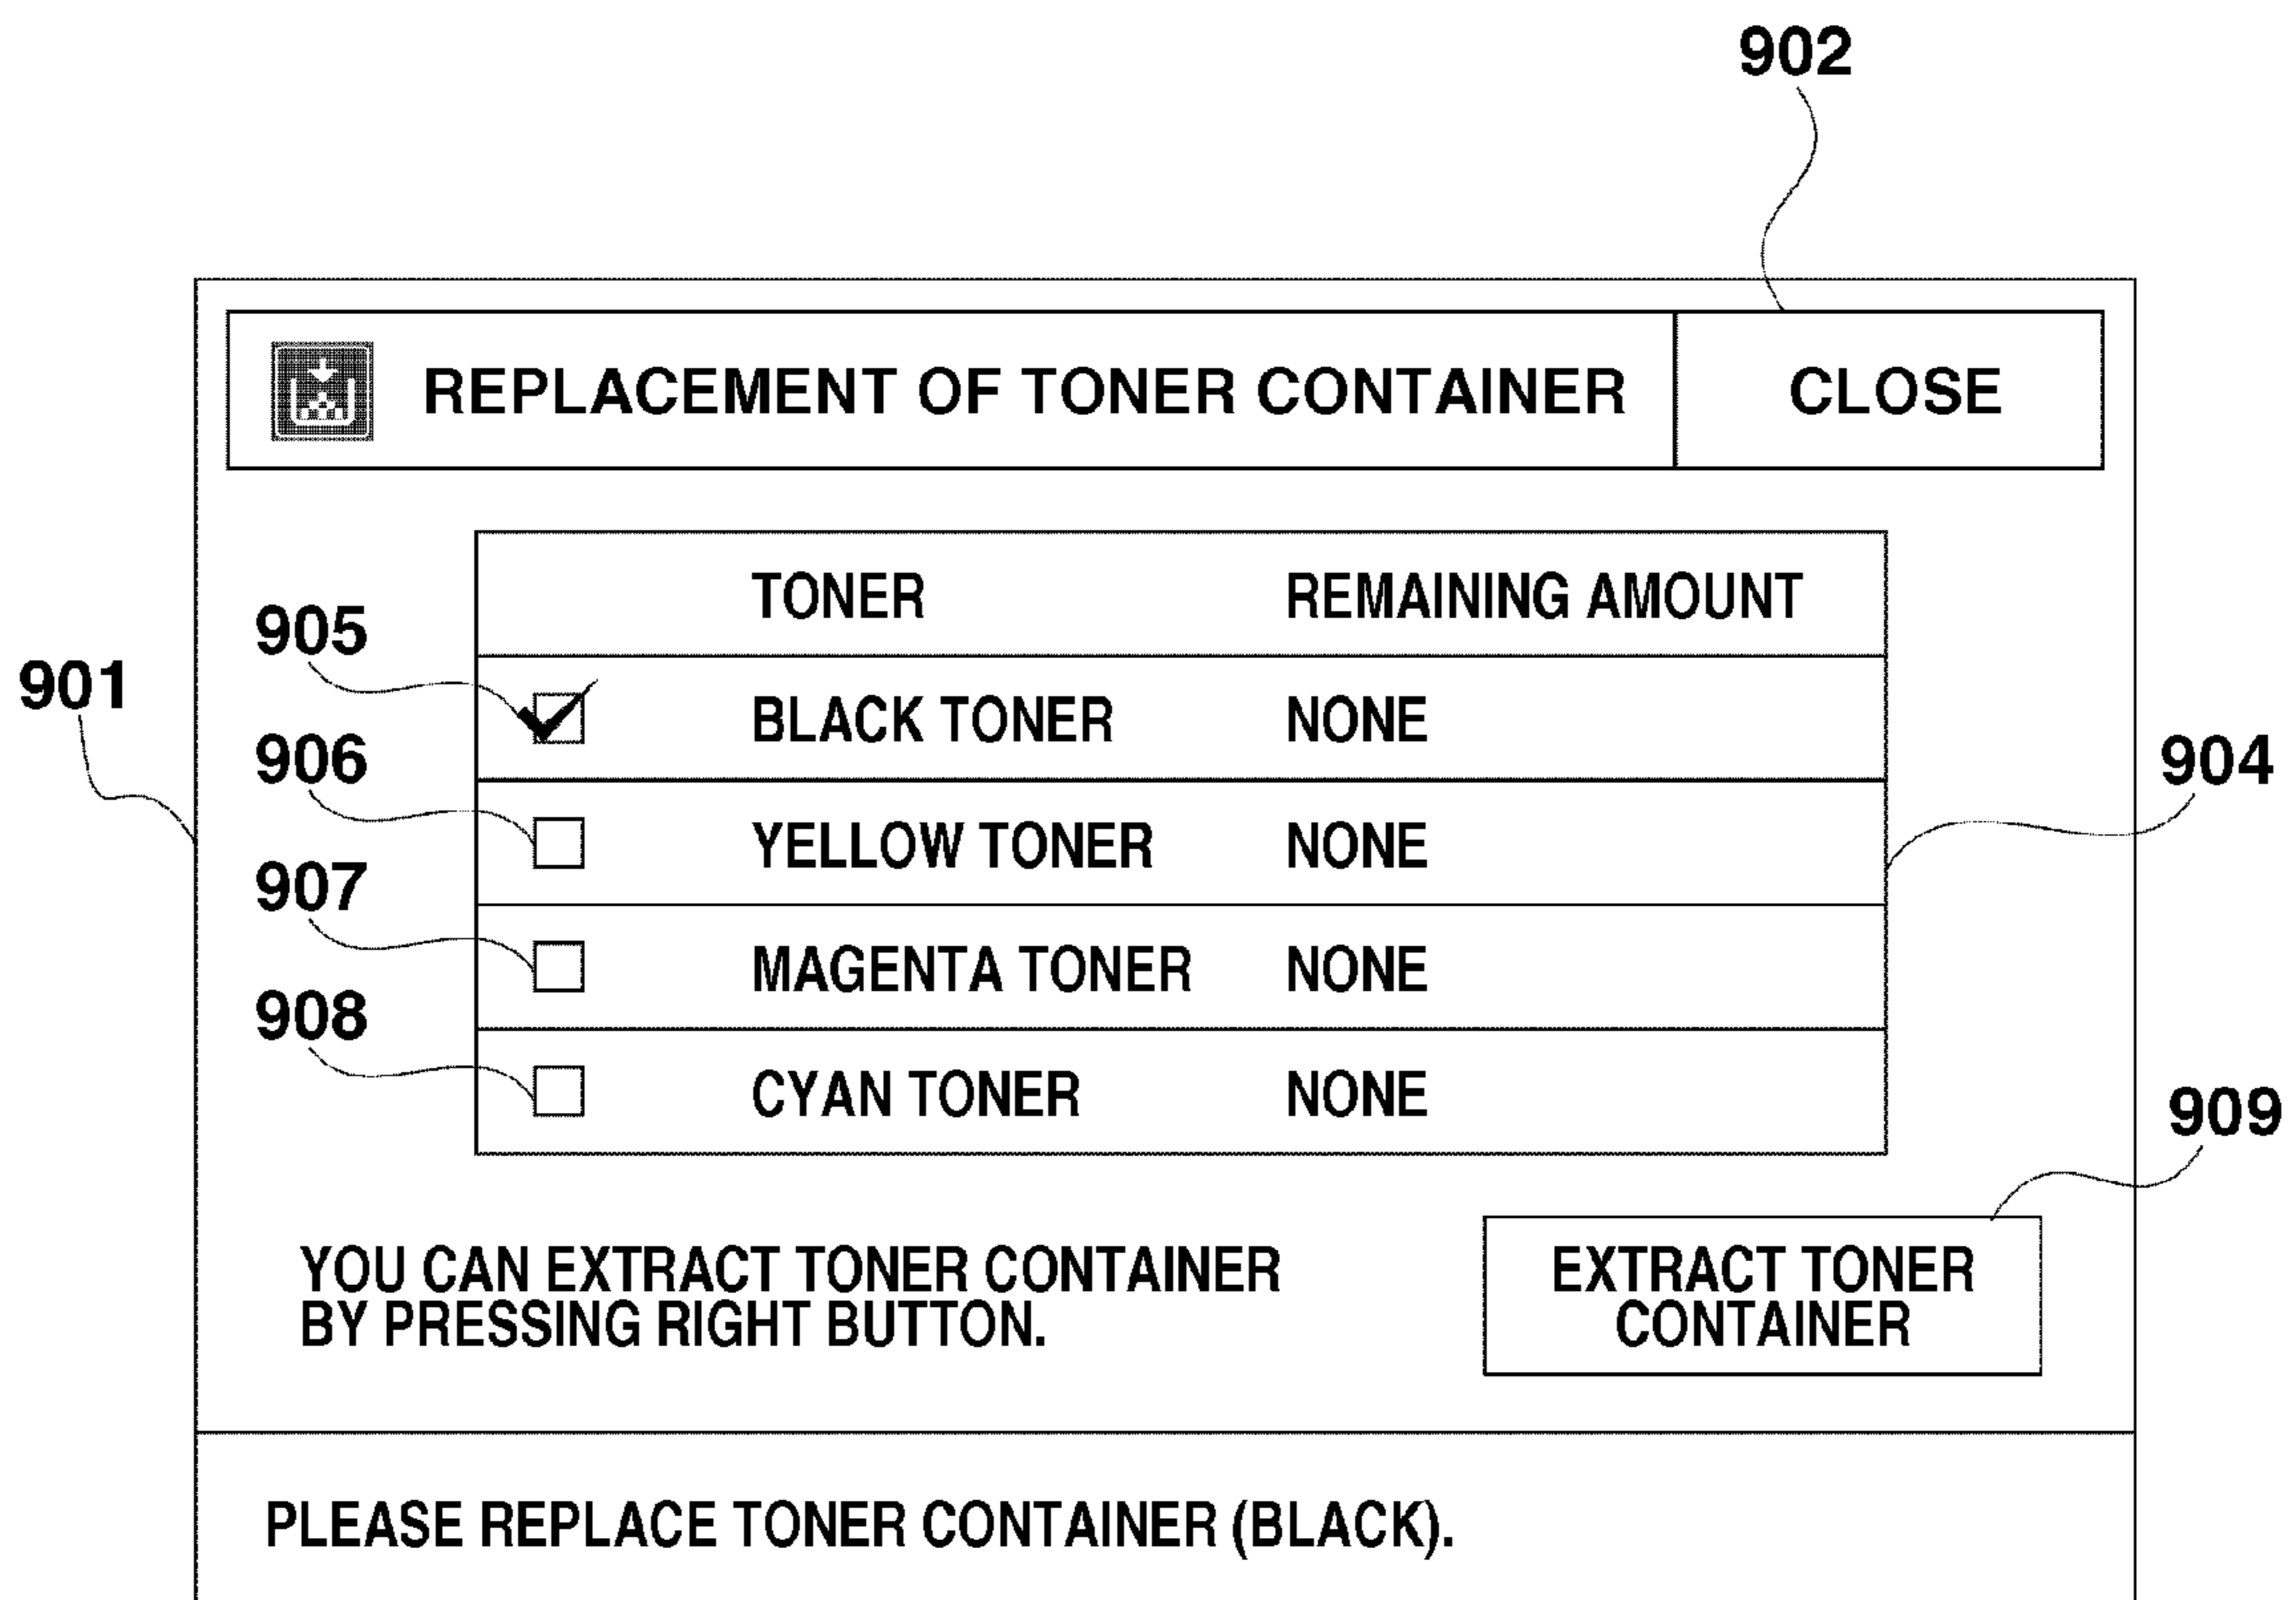 902
REPLACEMENT OF TONER CONTAINER CLOSE
TONER REMAINING AMOUNT
905
901
BLACK TONER NONE
906
904
YELLOW TONER NONE
907
MAGENTA TONER NONE
908
CYAN TONER NONE
909
YOU CAN EXTRACT TONER CONTAINER
BY PRESSING RIGHT BUTTON.
EXTRACT TONER
CONTAINER
PLEASE REPLACE TONER CONTAINER (BLACK).